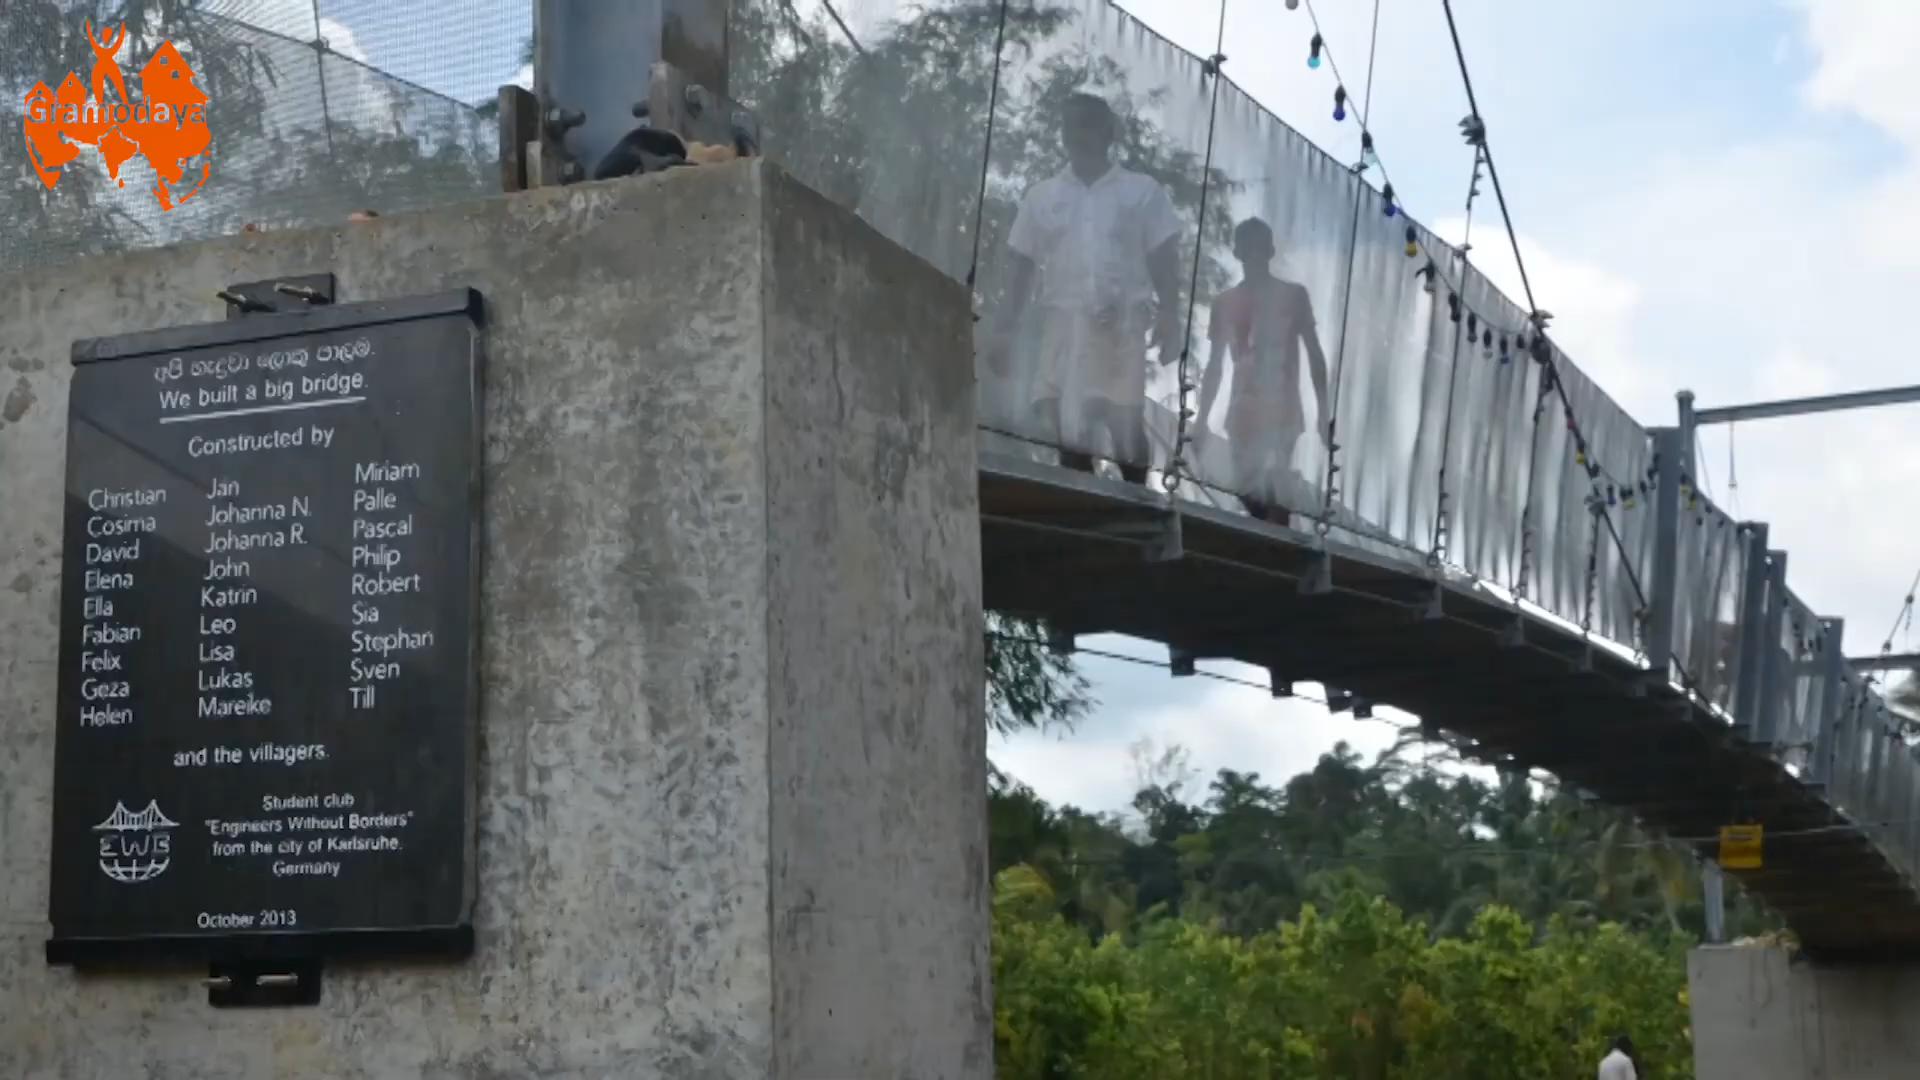 Gramodaya
අපි හැදුවා ලොකු පාලම.
We built a big bridge.
Constructed by
Christian
Cosima
David
Elena
Ella
Fabian
Felix
Geza
Helen
Jan
Johanna N.
Johanna R.
John
Katrin
Leo
Lisa
Lukas
Mareike
Miriam
Palle
Pascal
Philip
Robert
Sia
Stephan
Sven
Till
and the villagers.
EWB
Student club
"Engineers Without Borders"
from the city of Karlsruhe.
Germany
October 2013